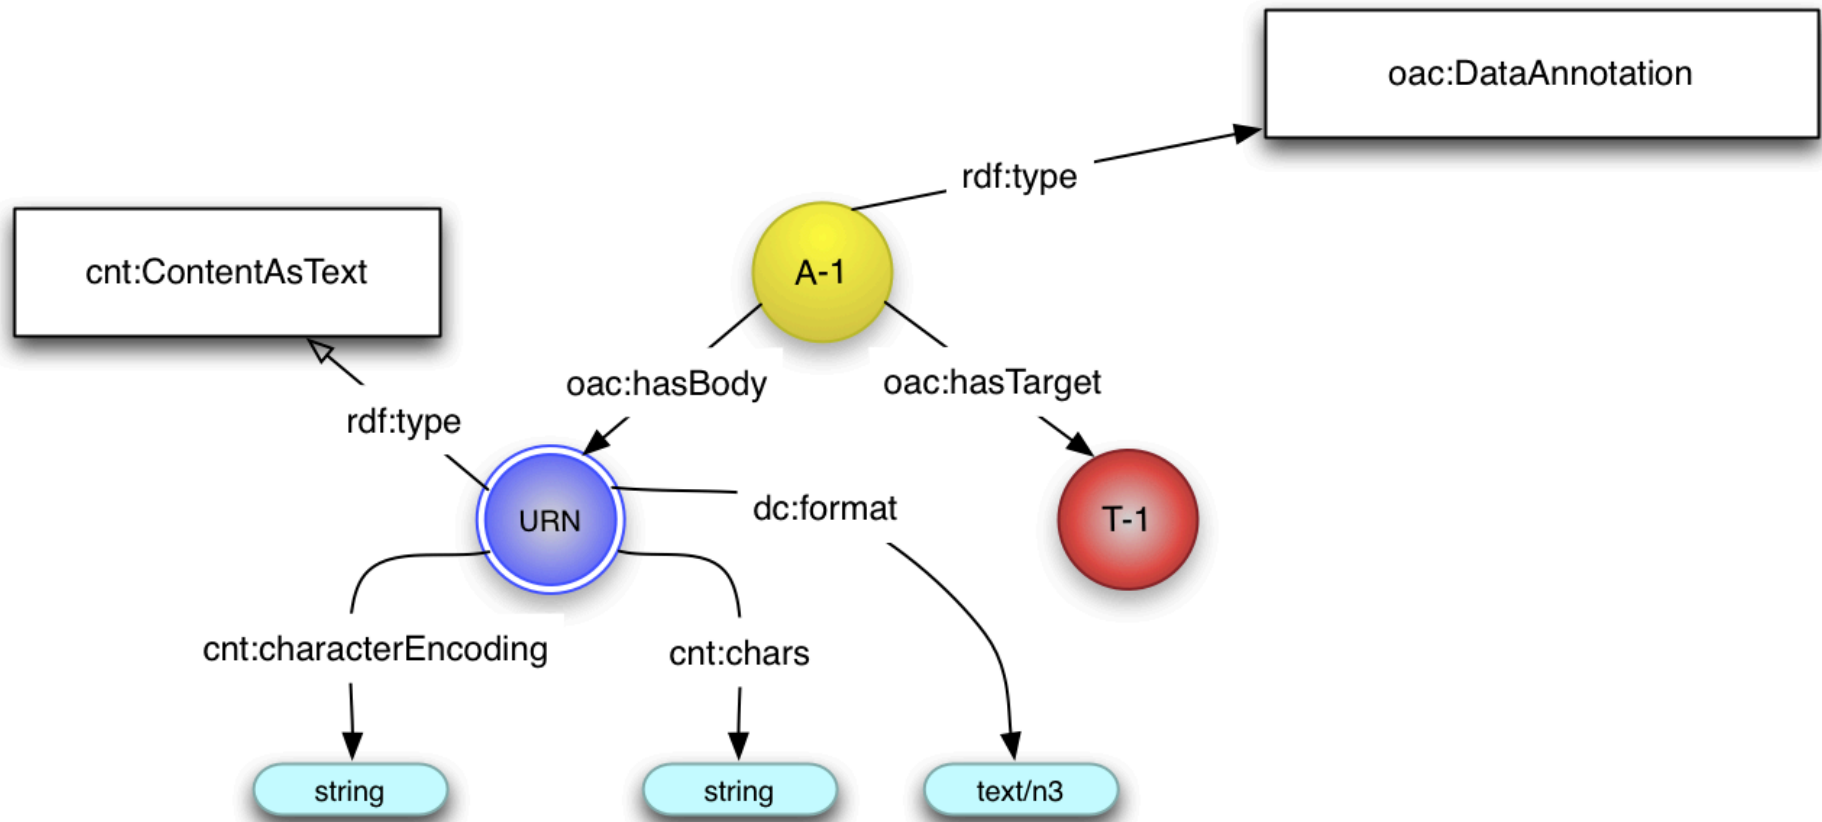 oac:DataAnnotation
rdf:type
cnt:ContentAsText
A-1
oac:hasBody
oac:hasTarget
rdf:type
URN
dc:format
T-1
cnt:characterEncoding
cnt:chars
string
string
text/n3